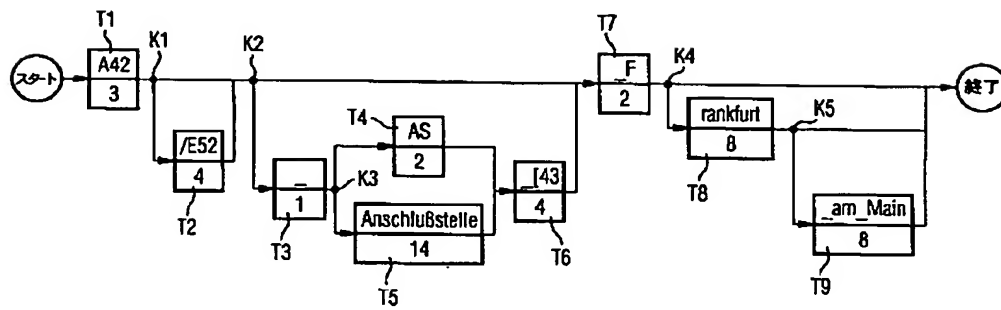 T1
T7
K1
K2
K4
スタート
A42
3
_F
2
終了
T4
AS
2
/E52
4
rankfurt
8
K5
_
1
K3
_[43
4
T2
T8
T3
Anschlußstelle
14
T6
_am_Main
8
T5
T9